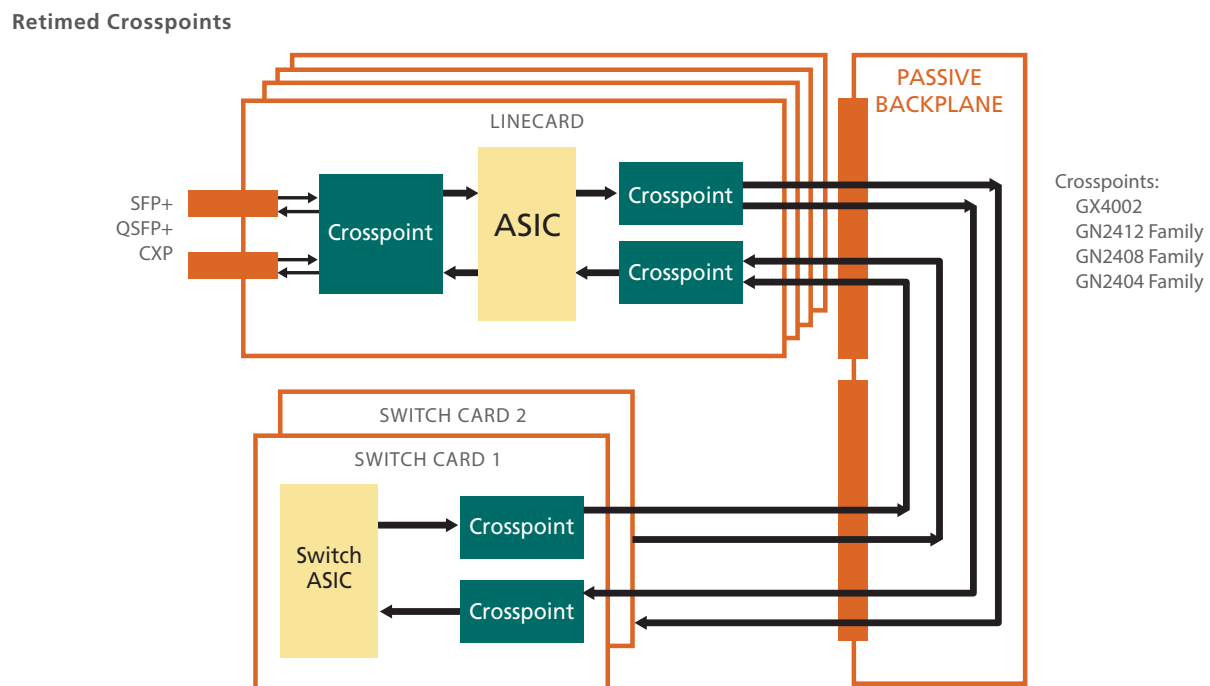 Retimed Crosspoints
LINECARD
PASSIVE
BACKPLANE
SFP+
QSFP+
CXP
Crosspoint
ASIC
Crosspoint
Crosspoint
Crosspoints:
GX4002
GN2412 Family
GN2408 Family
GN2404 Family
SWITCH CARD 2
SWITCH CARD 1
Switch
ASIC
Crosspoint
Crosspoint